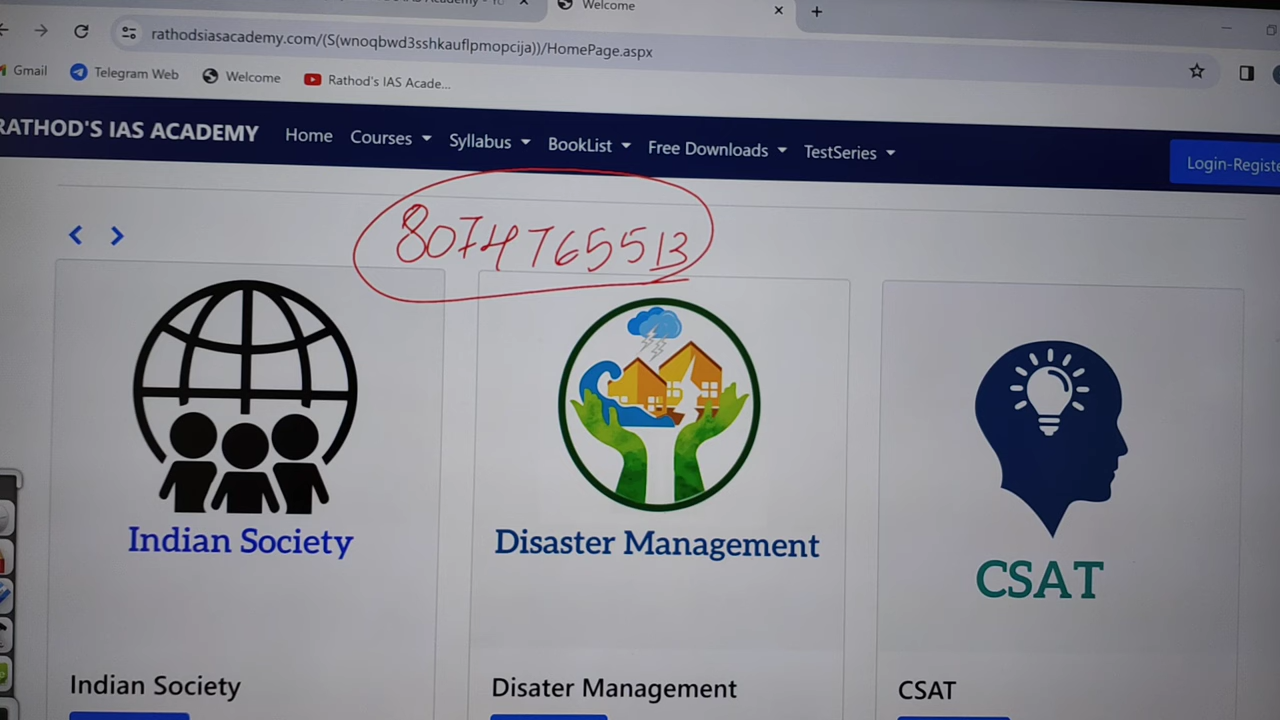 Welcome
rathodsiasacademy.com/(S(wnoqbwd3sshkauflpmopcija))/HomePage.aspx
Gmail Telegram Web Welcome Rathod's IAS Acade...
RATHOD'S IAS ACADEMY Home Courses Syllabus BookList Free Downloads TestSeries Login-Registe
8074765513
Indian Society Disaster Management CSAT
Indian Society Disater Management CSAT